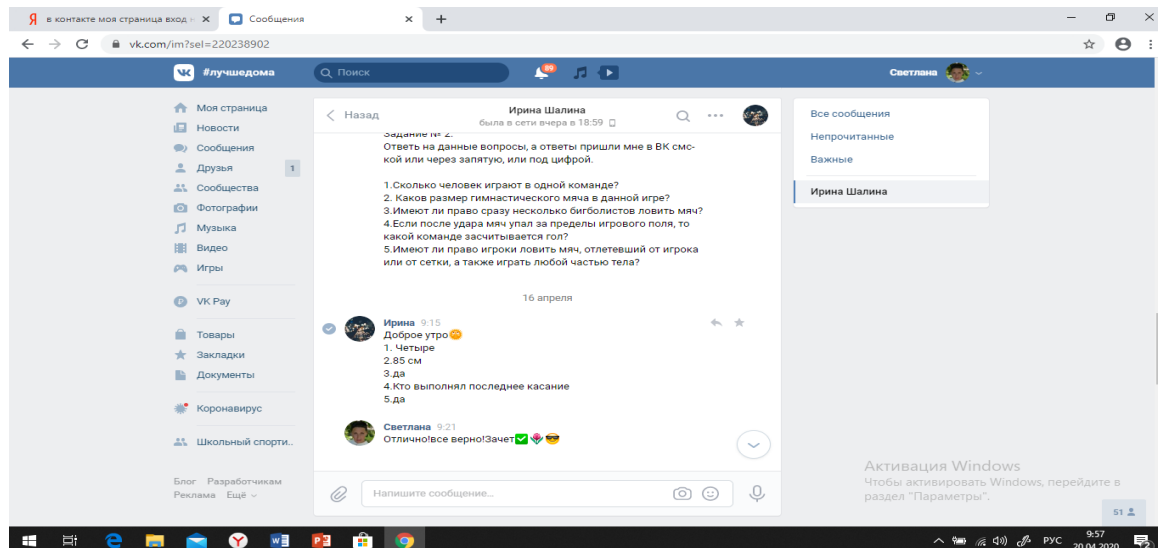 в контакте моя страница вход н
Сообщения
vk.com/im?sel=220238902
#лучшедома
Поиск
89
Светлана
Моя страница
Новости
Сообщения
Друзья 1
Сообщества
Фотографии
Музыка
Видео
Игры
VK Pay
Товары
Закладки
Документы
Коронавирус
Школьный спорти..
Блог Разработчикам
Реклама Ещё
Назад
Ирина Шалина
была в сети вчера в 18:59
Задание № 2.
Ответь на данные вопросы, а ответы пришли мне в ВК смс-
кой или через запятую, или под цифрой.
1.Сколько человек играют в одной команде?
2. Каков размер гимнастического мяча в данной игре?
3.Имеют ли право сразу несколько бигболистов ловить мяч?
4.Если после удара мяч упал за пределы игрового поля, то
какой команде засчитывается гол?
5.Имеют ли право игроки ловить мяч, отлетевший от игрока
или от сетки, а также играть любой частью тела?
16 апреля
Ирина 9:15
Доброе утро😊
1. Четыре
2.85 см
3.да
4.Кто выполнял последнее касание
5.да
Светлана 9:21
Отлично!все верно!Зачет✅🌷😎
Напишите сообщение...
Все сообщения
Непрочитанные
Важные
Ирина Шалина
Активация Windows
Чтобы активировать Windows, перейдите в
раздел "Параметры".
51
РУС
9:57
20.04.2020